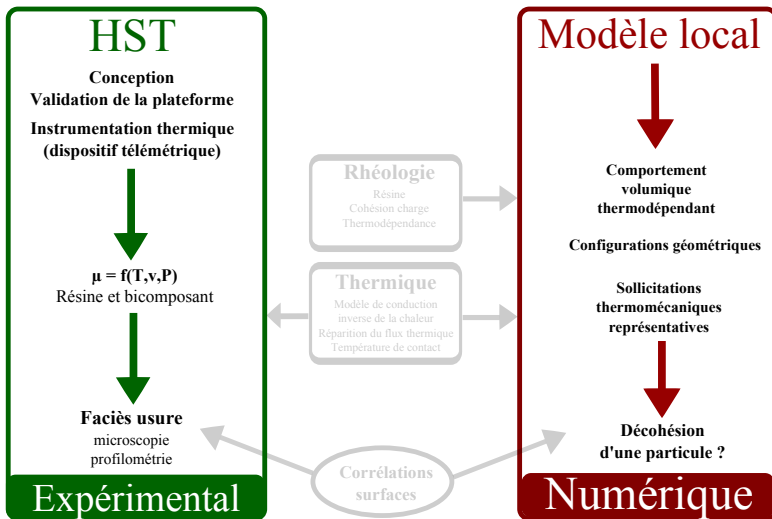 HST
Conception
Validation de la plateforme
Instrumentation thermique
(dispositif télémétrique)
μ = f(T,v,P)
Résine et bicomposant
Faciès usure
microscopie
profilométrie
Expérimental
Rhéologie
Résine
Cohésion charge
Thermodépendance
Thermique
Modèle de conduction
inverse de la chaleur
Réparition du flux thermique
Température de contact
Corrélations
surfaces
Modèle local
Comportement
volumique
thermodépendant
Configurations géométriques
Sollicitations
thermomécaniques
représentatives
Décohésion
d'une particule ?
Numérique